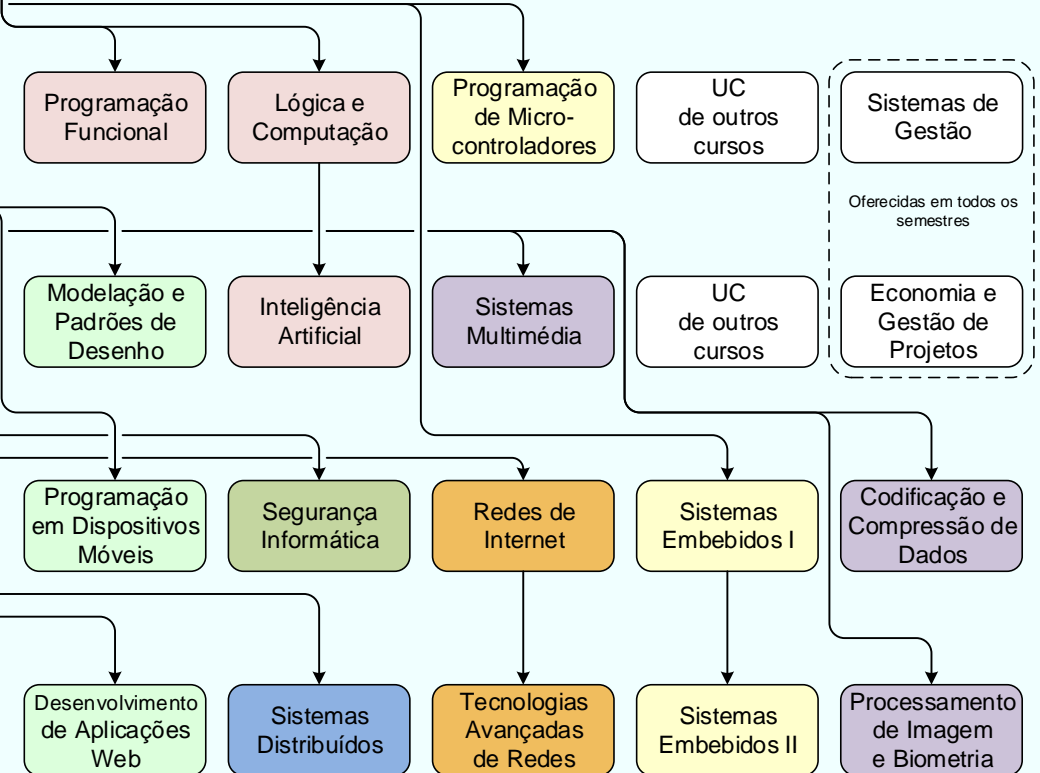 Programação
Funcional
Lógica e
Computação
Programação
de Micro-
controladores
UC
de outros
cursos
Sistemas de
Gestão
Oferecidas em todos os
semestres
Modelação e
Padrões de
Desenho
Inteligência
Artificial
Sistemas
Multimédia
UC
de outros
cursos
Economia e
Gestão de
Projetos
Programação
em Dispositivos
Móveis
Segurança
Informática
Redes de
Internet
Sistemas
Embebidos I
Codificação e
Compressão de
Dados
Desenvolvimento
de Aplicações
Web
Sistemas
Distribuídos
Tecnologias
Avançadas
de Redes
Sistemas
Embebidos II
Processamento
de Imagem
e Biometria